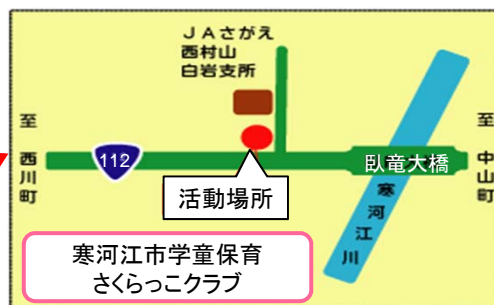 JAさがえ
西村山
白岩支所
至
西川町
112
臥竜大橋
至
中山町
寒河江川
活動場所
寒河江市学童保育
さくらっこクラブ